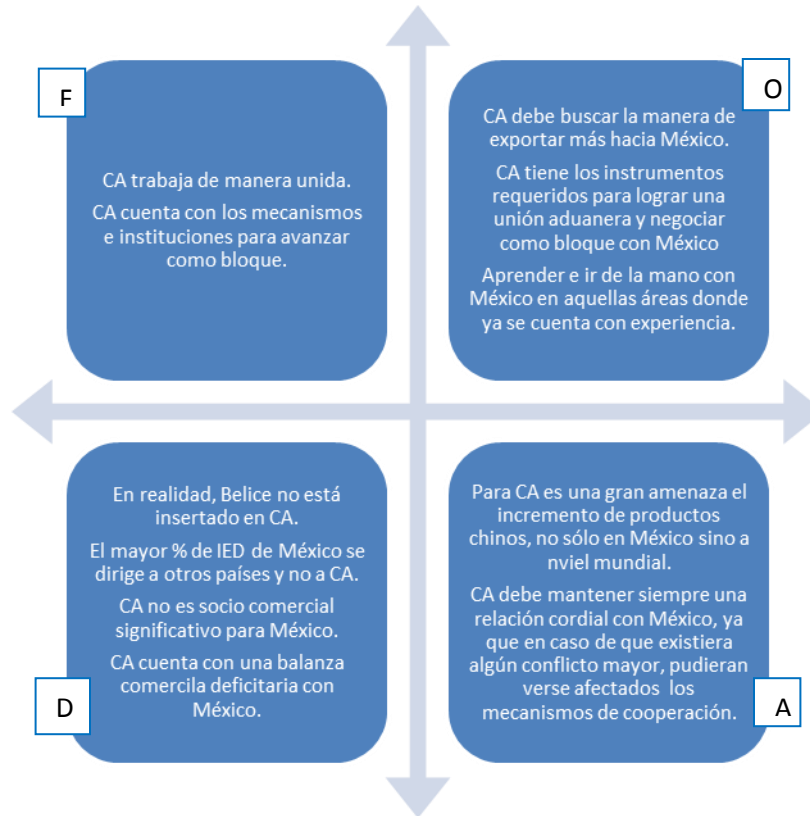 F
CA trabaja de manera unida.
CA cuenta con los mecanismos
e instituciones para avanzar
como bloque.
O
CA debe buscar la manera de
exportar más hacia México.
CA tiene los instrumentos
requeridos para lograr una
unión aduanera y negociar
como bloque con México
Aprender e ir de la mano con
México en aquellas áreas donde
ya se cuenta con experiencia.
En realidad, Belice no está
insertado en CA.
El mayor % de IED de México se
dirige a otros países y no a CA.
CA no es socio comercial
significativo para México.
CA cuenta con una balanza
comercila deficitaria con
México.
D
Para CA es una gran amenaza el
incremento de productos
chinos, no sólo en México sino a
nviel mundial.
CA debe mantener siempre una
relación cordial con México, ya
que en caso de que existiera
algún conflicto mayor, pudieran
verse afectados los
mecanismos de cooperación.
A